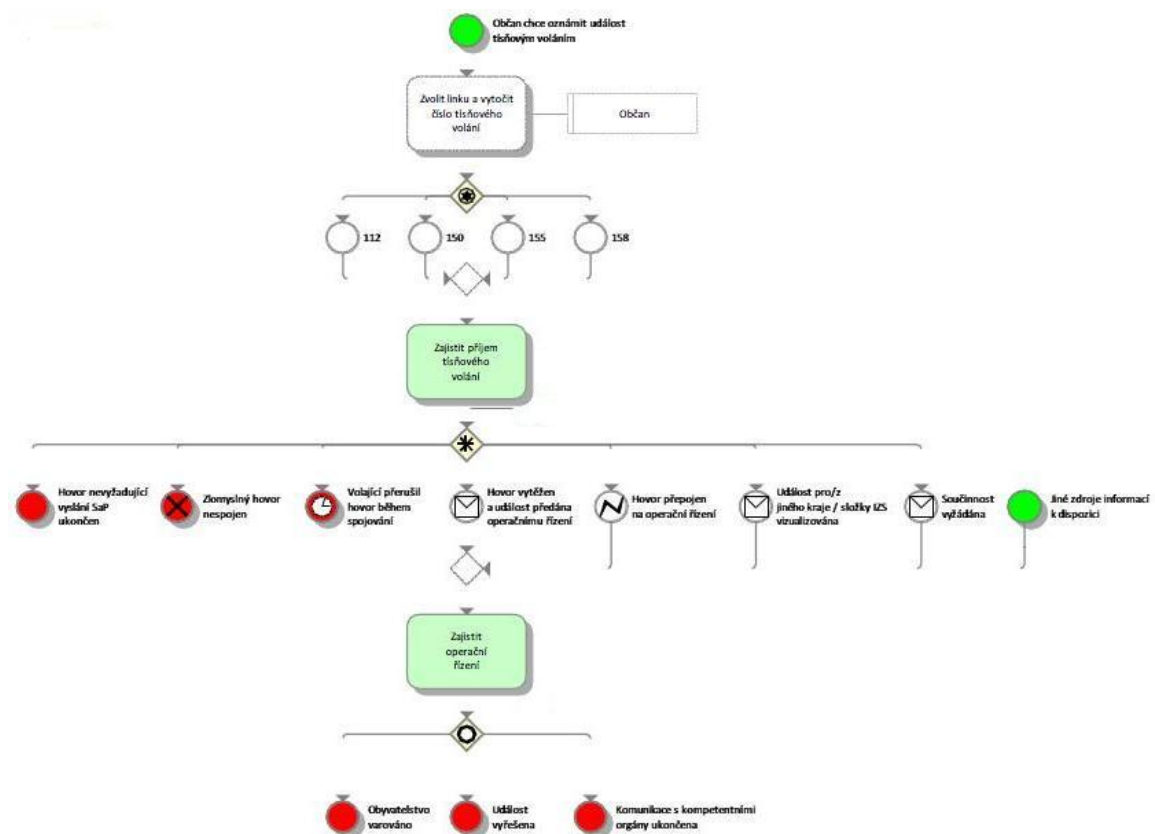 Občan chce oznámit událost
tísňovým voláním
Zvolit linku a vytočit
číslo tísňového
volání
Občan
112
150
155
158
Zajistit příjem
tísňového
volání
Hovor nevyžadující
vyslání SaP
ukončen
Zlomyslný hovor
nespojen
Volající přerušil
hovor během
spojování
Hovor vytěžen
a událost předána
operačnímu řízení
Hovor přepojen
na operační řízení
Událost pro/z
jiného kraje / složky IZS
vizualizována
Součinnost
vyžádána
Jiné zdroje informací
k dispozici
Zajistit
operační
řízení
Obyvatelstvo
varováno
Událost
vyřešena
Komunikace s kompetentními
orgány ukončena